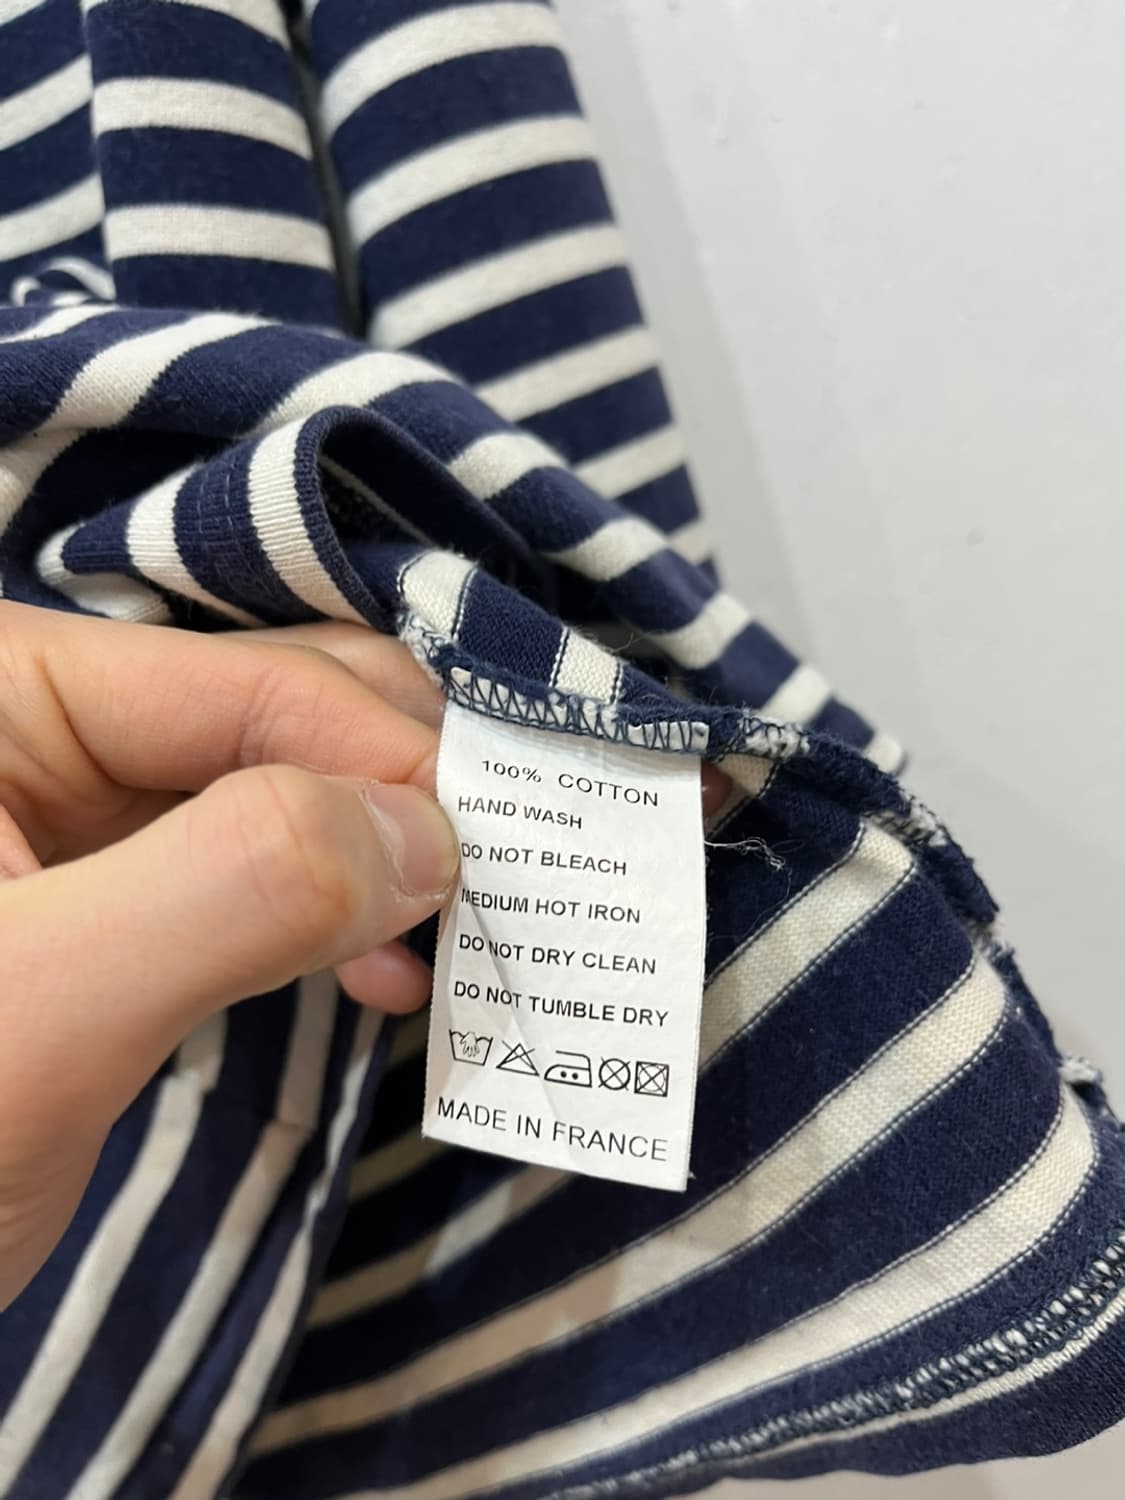 100% COTTON
HAND WASH
DO NOT BLEACH
MEDIUM HOT IRON
DO NOT DRY CLEAN
DO NOT TUMBLE DRY
MADE IN FRANCE